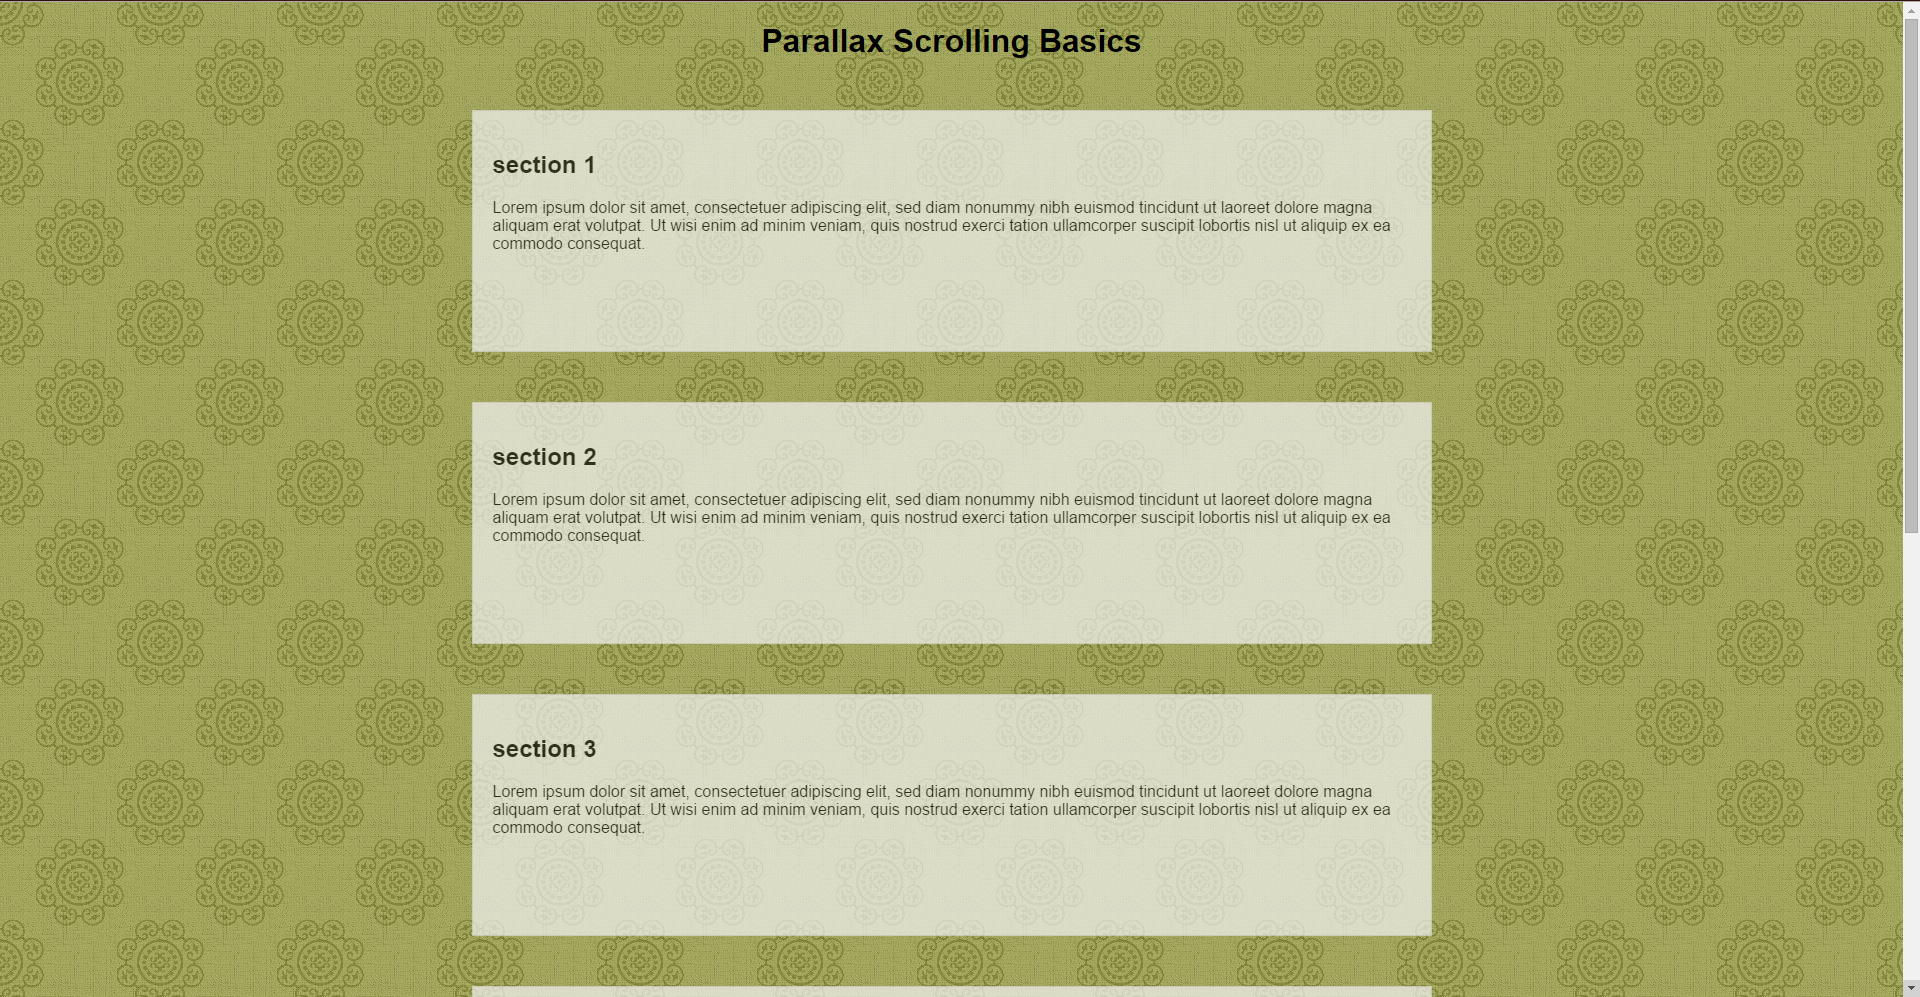 Parallax Scrolling Basics
section 1
Lorem ipsum dolor sit amet, consectetuer adipiscing elit, sed diam nonummy nibh euismod tincidunt ut laoreet dolore magna
aliquam erat volutpat. Ut wisi enim ad minim veniam, quis nostrud exerci tation ullamcorper suscipit lobortis nisl ut aliquip ex ea
commodo consequat.
section 2
Lorem ipsum dolor sit amet, consectetuer adipiscing elit, sed diam nonummy nibh euismod tincidunt ut laoreet dolore magna
aliquam erat volutpat. Ut wisi enim ad minim veniam, quis nostrud exerci tation ullamcorper suscipit lobortis nisl ut aliquip ex ea
commodo consequat.
section 3
Lorem ipsum dolor sit amet, consectetuer adipiscing elit, sed diam nonummy nibh euismod tincidunt ut laoreet dolore magna
aliquam erat volutpat. Ut wisi enim ad minim veniam, quis nostrud exerci tation ullamcorper suscipit lobortis nisl ut aliquip ex ea
commodo consequat.